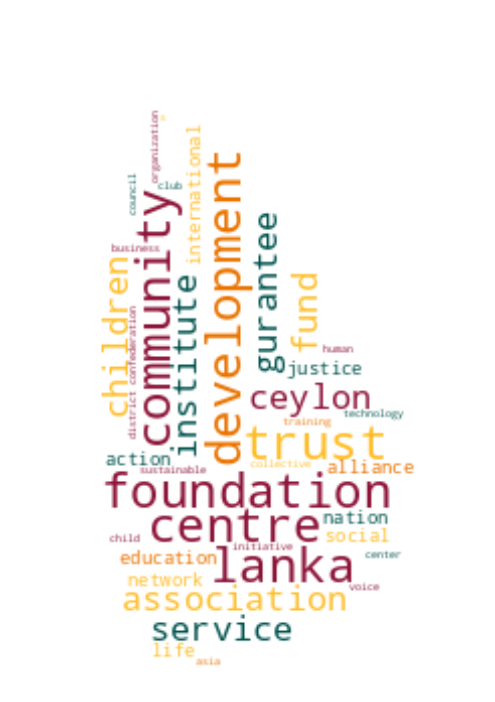 organization
council
club
international
community
development
business
children
institute
gurantee
fund
district
confederation
human
justice
ceylon
technology
training
trust
action
collective
alliance
sustainable
foundation
centre
nation
child
social
initiative
center
education
lanka
network
voice
association
service
life
asia